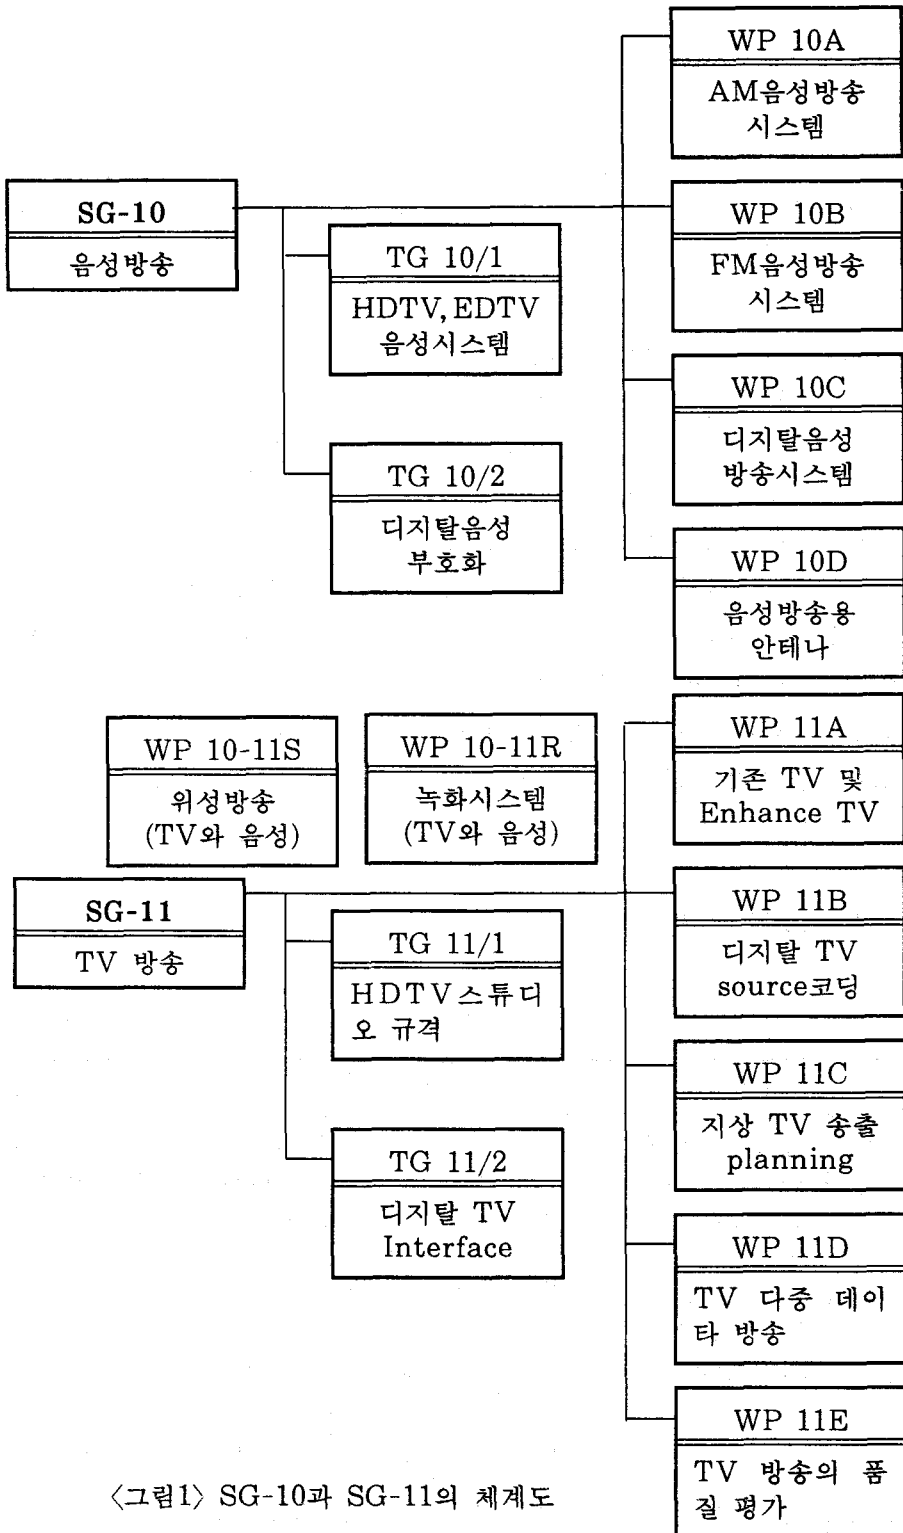 WP 10A
AM음성방송
시스템
SG-10
음성방송
WP 10B
FM음성방송
시스템
TG 10/1
HDTV, EDTV
음성시스템
WP 10C
디지탈음성
방송시스템
TG 10/2
디지탈음성
부호화
WP 10D
음성방송용
안테나
WP 10-11S
위성방송
(TV와 음성)
WP 10-11R
녹화시스템
(TV와 음성)
WP 11A
기존 TV 및
Enhance TV
SG-11
TV 방송
WP 11B
디지탈 TV
source코딩
TG 11/1
HDTV스튜디
오 규격
WP 11C
지상 TV 송출
planning
TG 11/2
디지탈 TV
Interface
WP 11D
TV 다중 데이
타 방송
WP 11E
TV 방송의 품
질 평가
〈그림1〉 SG-10과 SG-11의 체계도